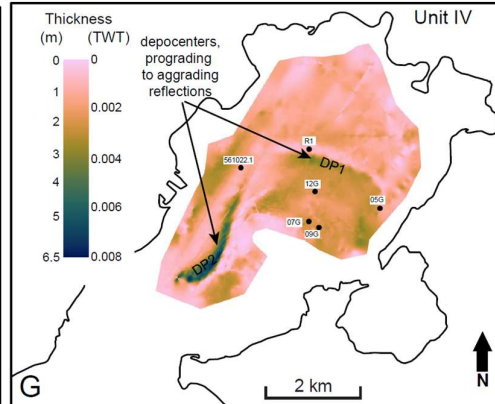 Thickness
(m) (TWT)
0 0
1 0.002
2
3 0.004
4 0.006
5
6.5 0.008
depocenters,
prograding
to aggrading
reflections
Unit IV
R1
DP1
561022.1
12G
05G
07G
09G
DP2
G
2 km
N